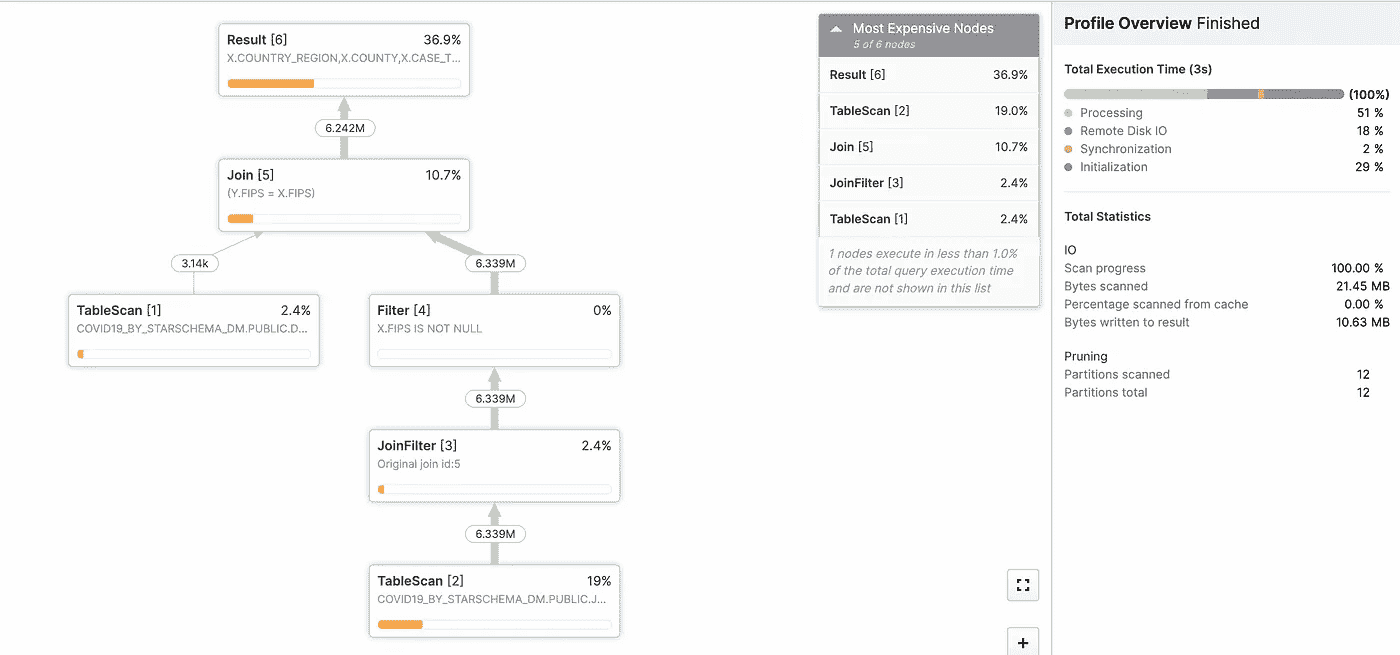 Result [6] 36.9%
X.COUNTRY_REGION,X.COUNTY,X.CASE_T...
6.242M
Join [5] 10.7%
(Y.FIPS = X.FIPS)
3.14k
6.339M
TableScan [1] 2.4%
COVID19_BY_STARSCHEMA_DM.PUBLIC.D...
Filter [4] 0%
X.FIPS IS NOT NULL
6.339M
JoinFilter [3] 2.4%
Original join id:5
6.339M
TableScan [2] 19%
COVID19_BY_STARSCHEMA_DM.PUBLIC.J...
Most Expensive Nodes
5 of 6 nodes
Result [6] 36.9%
TableScan [2] 19.0%
Join [5] 10.7%
JoinFilter [3] 2.4%
TableScan [1] 2.4%
1 nodes execute in less than 1.0%
of the total query execution time
and are not shown in this list
+
Profile Overview Finished
Total Execution Time (3s)
(100%)
Processing 51 %
Remote Disk IO 18 %
Synchronization 2 %
Initialization 29 %
Total Statistics
IO
Scan progress 100.00 %
Bytes scanned 21.45 MB
Percentage scanned from cache 0.00 %
Bytes written to result 10.63 MB
Pruning
Partitions scanned 12
Partitions total 12